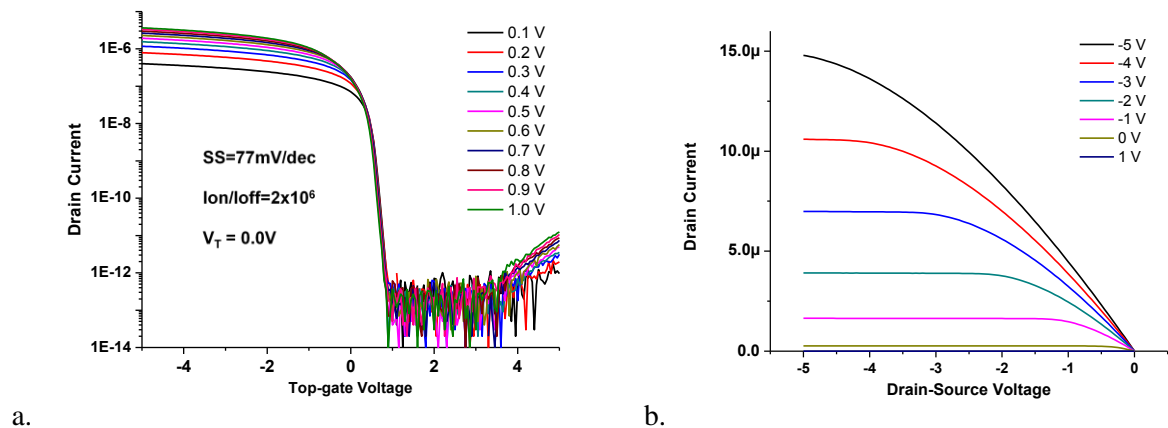 1E-6
1E-8
1E-10
1E-12
1E-14
Drain Current
-4
-2
0
2
4
Top-gate Voltage
SS=77mV/dec
Ion/Ioff=2x10⁶
V_T = 0.0V
0.1 V
0.2 V
0.3 V
0.4 V
0.5 V
0.6 V
0.7 V
0.8 V
0.9 V
1.0 V
a.
15.0µ
10.0µ
5.0µ
0.0
Drain Current
-5
-4
-3
-2
-1
0
Drain-Source Voltage
-5 V
-4 V
-3 V
-2 V
-1 V
0 V
1 V
b.